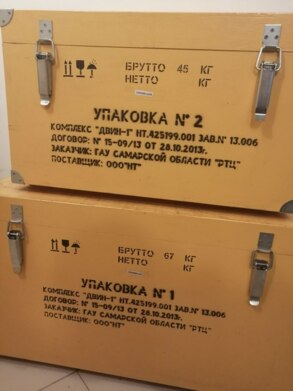 БРУТТО 45 КГ
НЕТТО КГ
УПАКОВКА № 2
КОМПЛЕКС "ДВИН-1" НТ.425199.001 ЗАВ.№ 13.006
ДОГОВОР: № 15-09/13 ОТ 28.10.2013г.
ЗАКАЗЧИК: ГАУ САМАРСКОЙ ОБЛАСТИ "РТЦ"
ПОСТАВЩИК: ООО"НТ"
БРУТТО 67 КГ
НЕТТО КГ
УПАКОВКА № 1
КОМПЛЕКС "ДВИН-1" НТ.425199.001 ЗАВ.№ 13.006
ДОГОВОР: № 15-09/13 ОТ 28.10.2013г.
ЗАКАЗЧИК: ГАУ САМАРСКОЙ ОБЛАСТИ "РТЦ"
ПОСТАВЩИК: ООО"НТ"